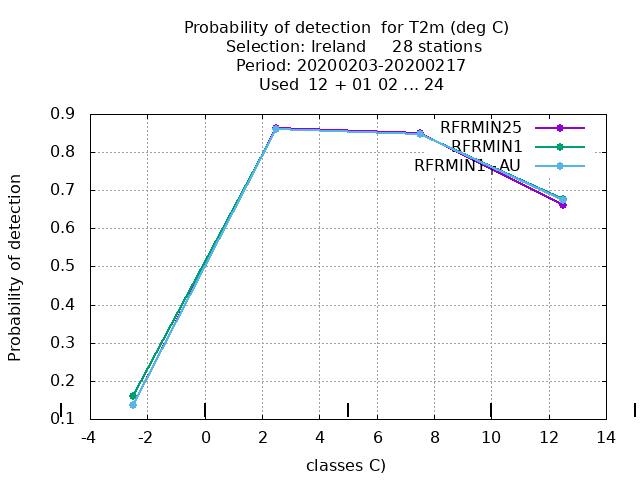 Probability of detection for T2m (deg C)
Selection: Ireland 28 stations
Period: 20200203-20200217
Used 12 + 01 02 ... 24
RFRMIN25
RFRMIN1
RFRMIN1_AU
0.9
0.8
0.7
0.6
0.5
0.4
0.3
0.2
0.1
Probability of detection
-4 -2 0 2 4 6 8 10 12 14
classes C)